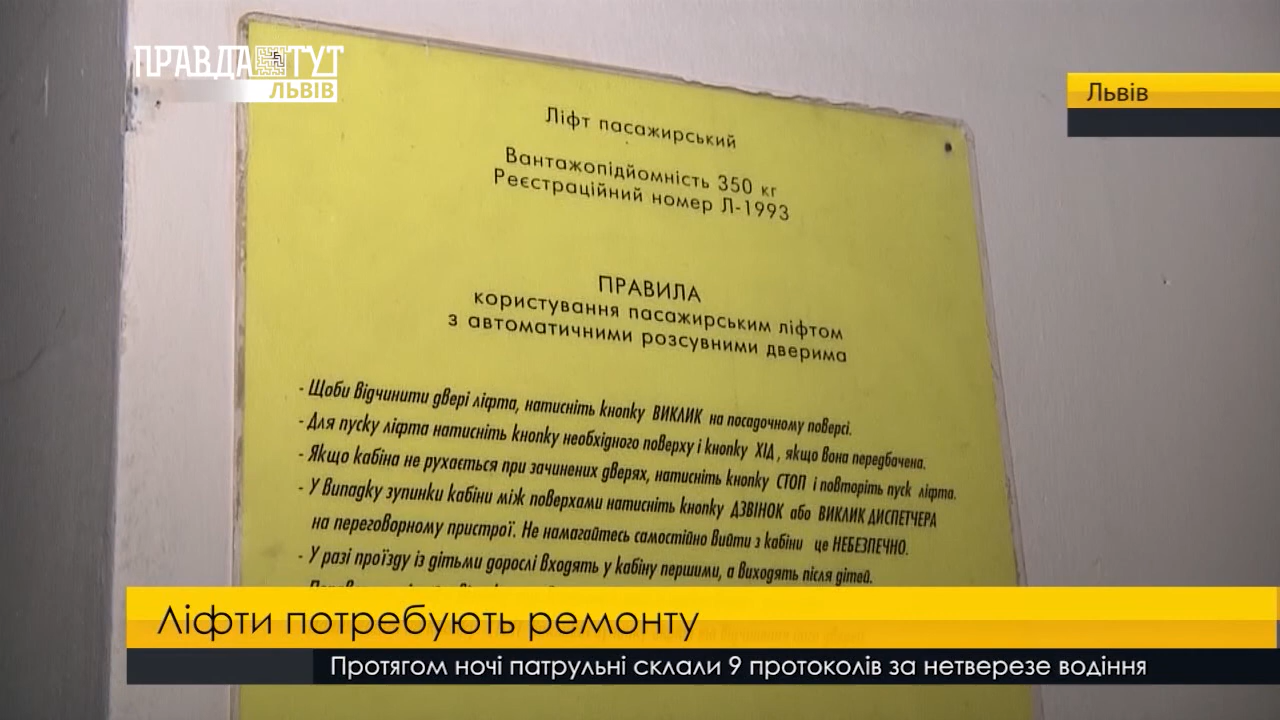 ПРАВДА ТУТ
ЛЬВІВ
Львів
Ліфт пасажирський
Вантажопідйомність 350 кг
Реєстраційний номер Л-1993
ПРАВИЛА
користування пасажирським ліфтом
з автоматичними розсувними дверима
- Щоби відчинити двері ліфта, натисніть кнопку ВИКЛИК на посадочному поверсі.
- Для пуску ліфта натисніть кнопку необхідного поверху і кнопку ХІД, якщо вона передбачена.
- Якщо кабіна не рухається при зачинених дверях, натисніть кнопку СТОП і повторіть пуск ліфта.
- У випадку зупинки кабіни між поверхами натисніть кнопку ДЗВІНОК або ВИКЛИК ДИСПЕТЧЕРА
на переговорному пристрої. Не намагайтесь самостійно вийти з кабіни це НЕБЕЗПЕЧНО.
- У разі проїзду із дітьми дорослі входять у кабіну першими, а виходять після дітей.
Ліфти потребують ремонту
Протягом ночі патрульні склали 9 протоколів за нетверезе водіння